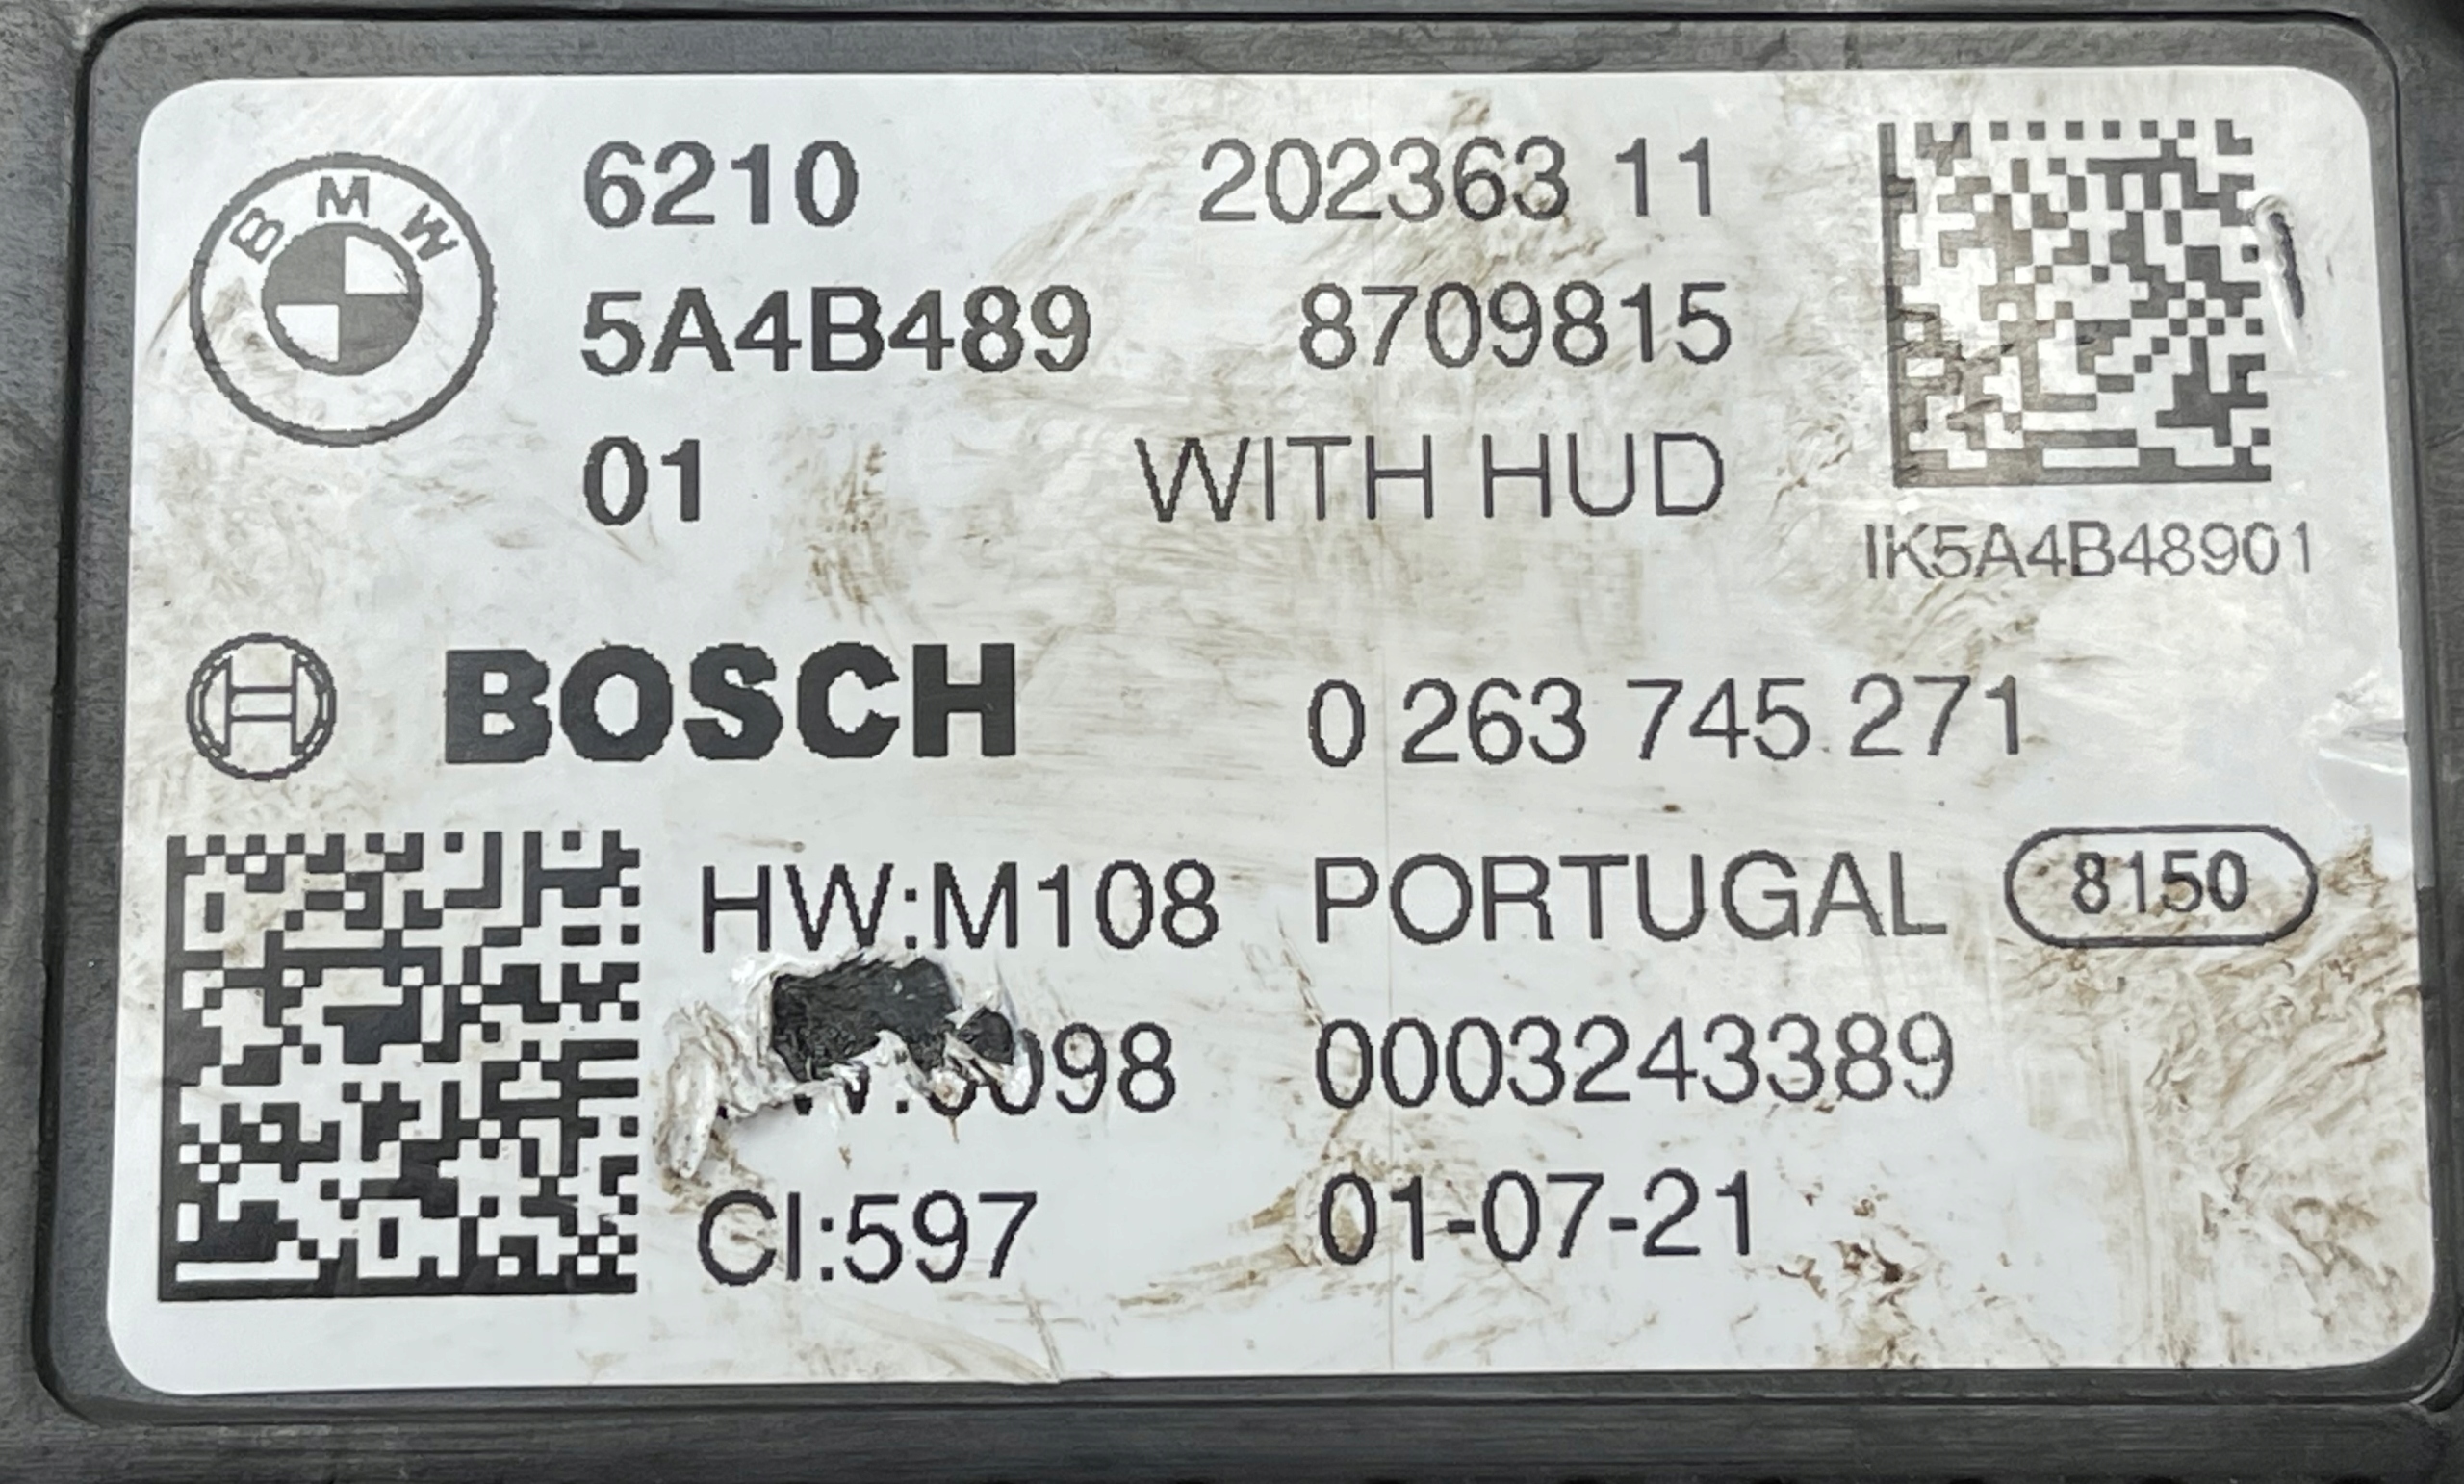 BMW
6210 202363 11
5A4B489 8709815
01 WITH HUD
IK5A4B48901
BOSCH 0 263 745 271
HW:M108 PORTUGAL 8150
0003243389
CI:597 01-07-21